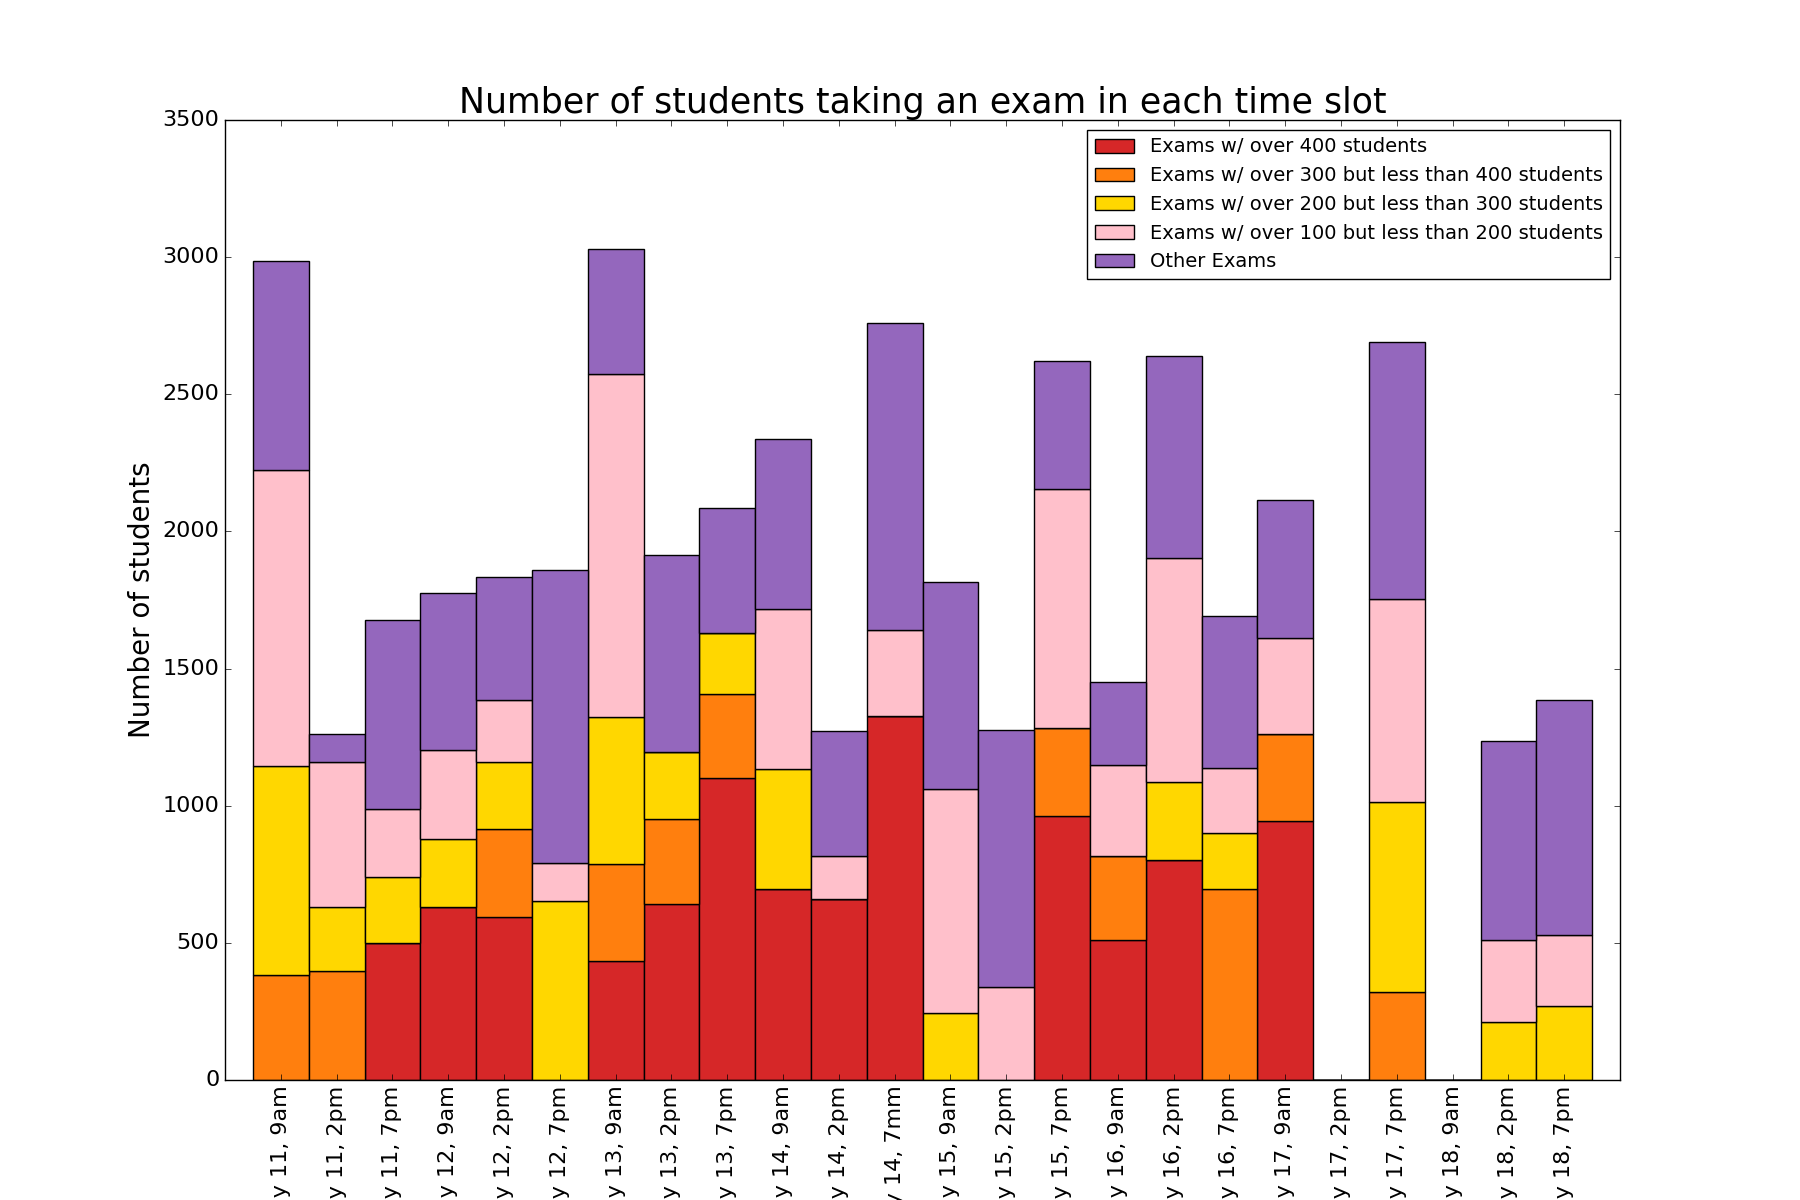 Number of students taking an exam in each time slot
Number of students
3500
3000
2500
2000
1500
1000
500
0
Exams w/ over 400 students
Exams w/ over 300 but less than 400 students
Exams w/ over 200 but less than 300 students
Exams w/ over 100 but less than 200 students
Other Exams
y 11, 9am
y 11, 2pm
y 11, 7pm
y 12, 9am
y 12, 2pm
y 12, 7pm
y 13, 9am
y 13, 2pm
y 13, 7pm
y 14, 9am
y 14, 2pm
y 14, 7mm
y 15, 9am
y 15, 2pm
y 15, 7pm
y 16, 9am
y 16, 2pm
y 16, 7pm
y 17, 9am
y 17, 2pm
y 17, 7pm
y 18, 9am
y 18, 2pm
y 18, 7pm